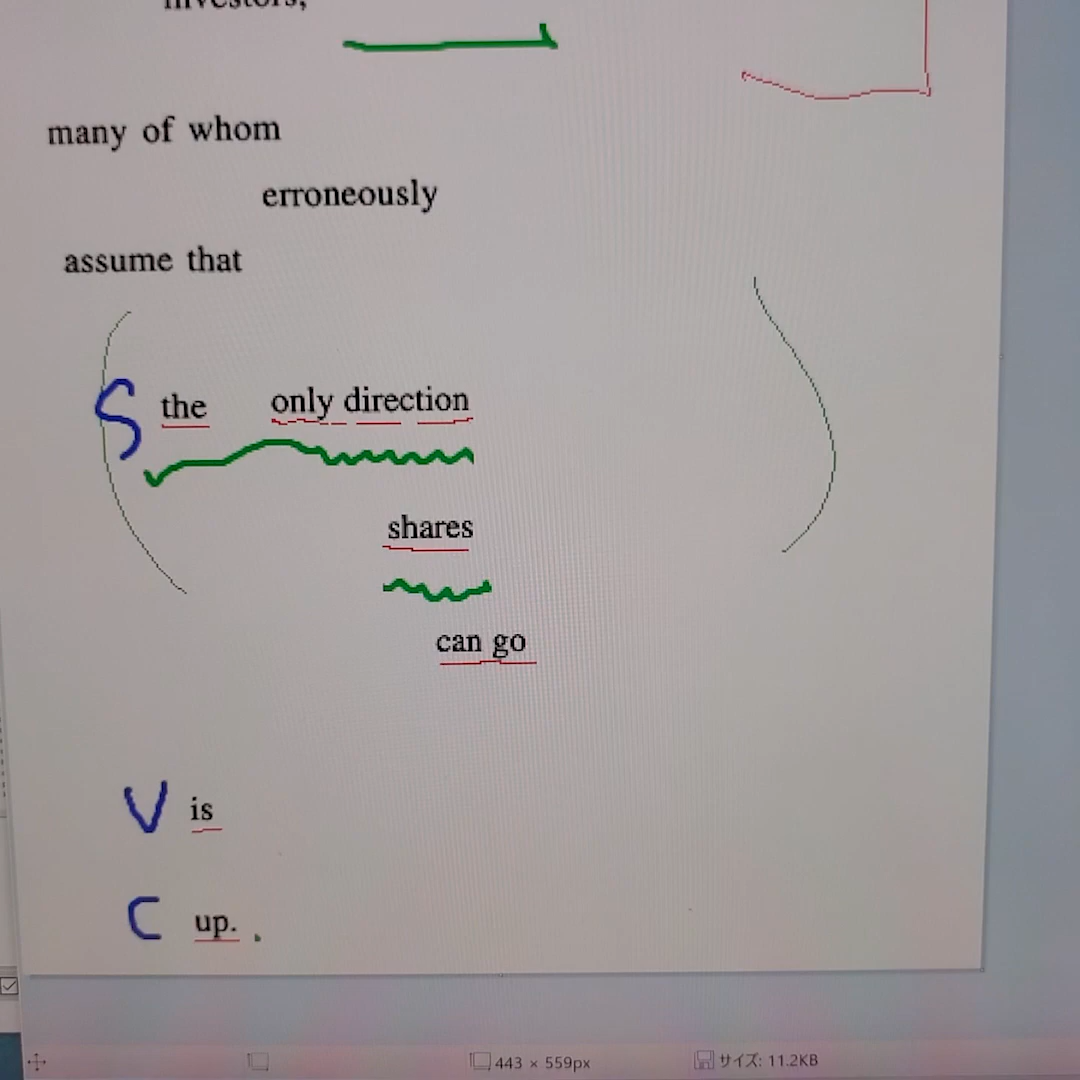 investors,
many of whom
erroneously
assume that
S the only direction
shares
can go
V is
C up.
443 × 559px サイズ: 11.2KB